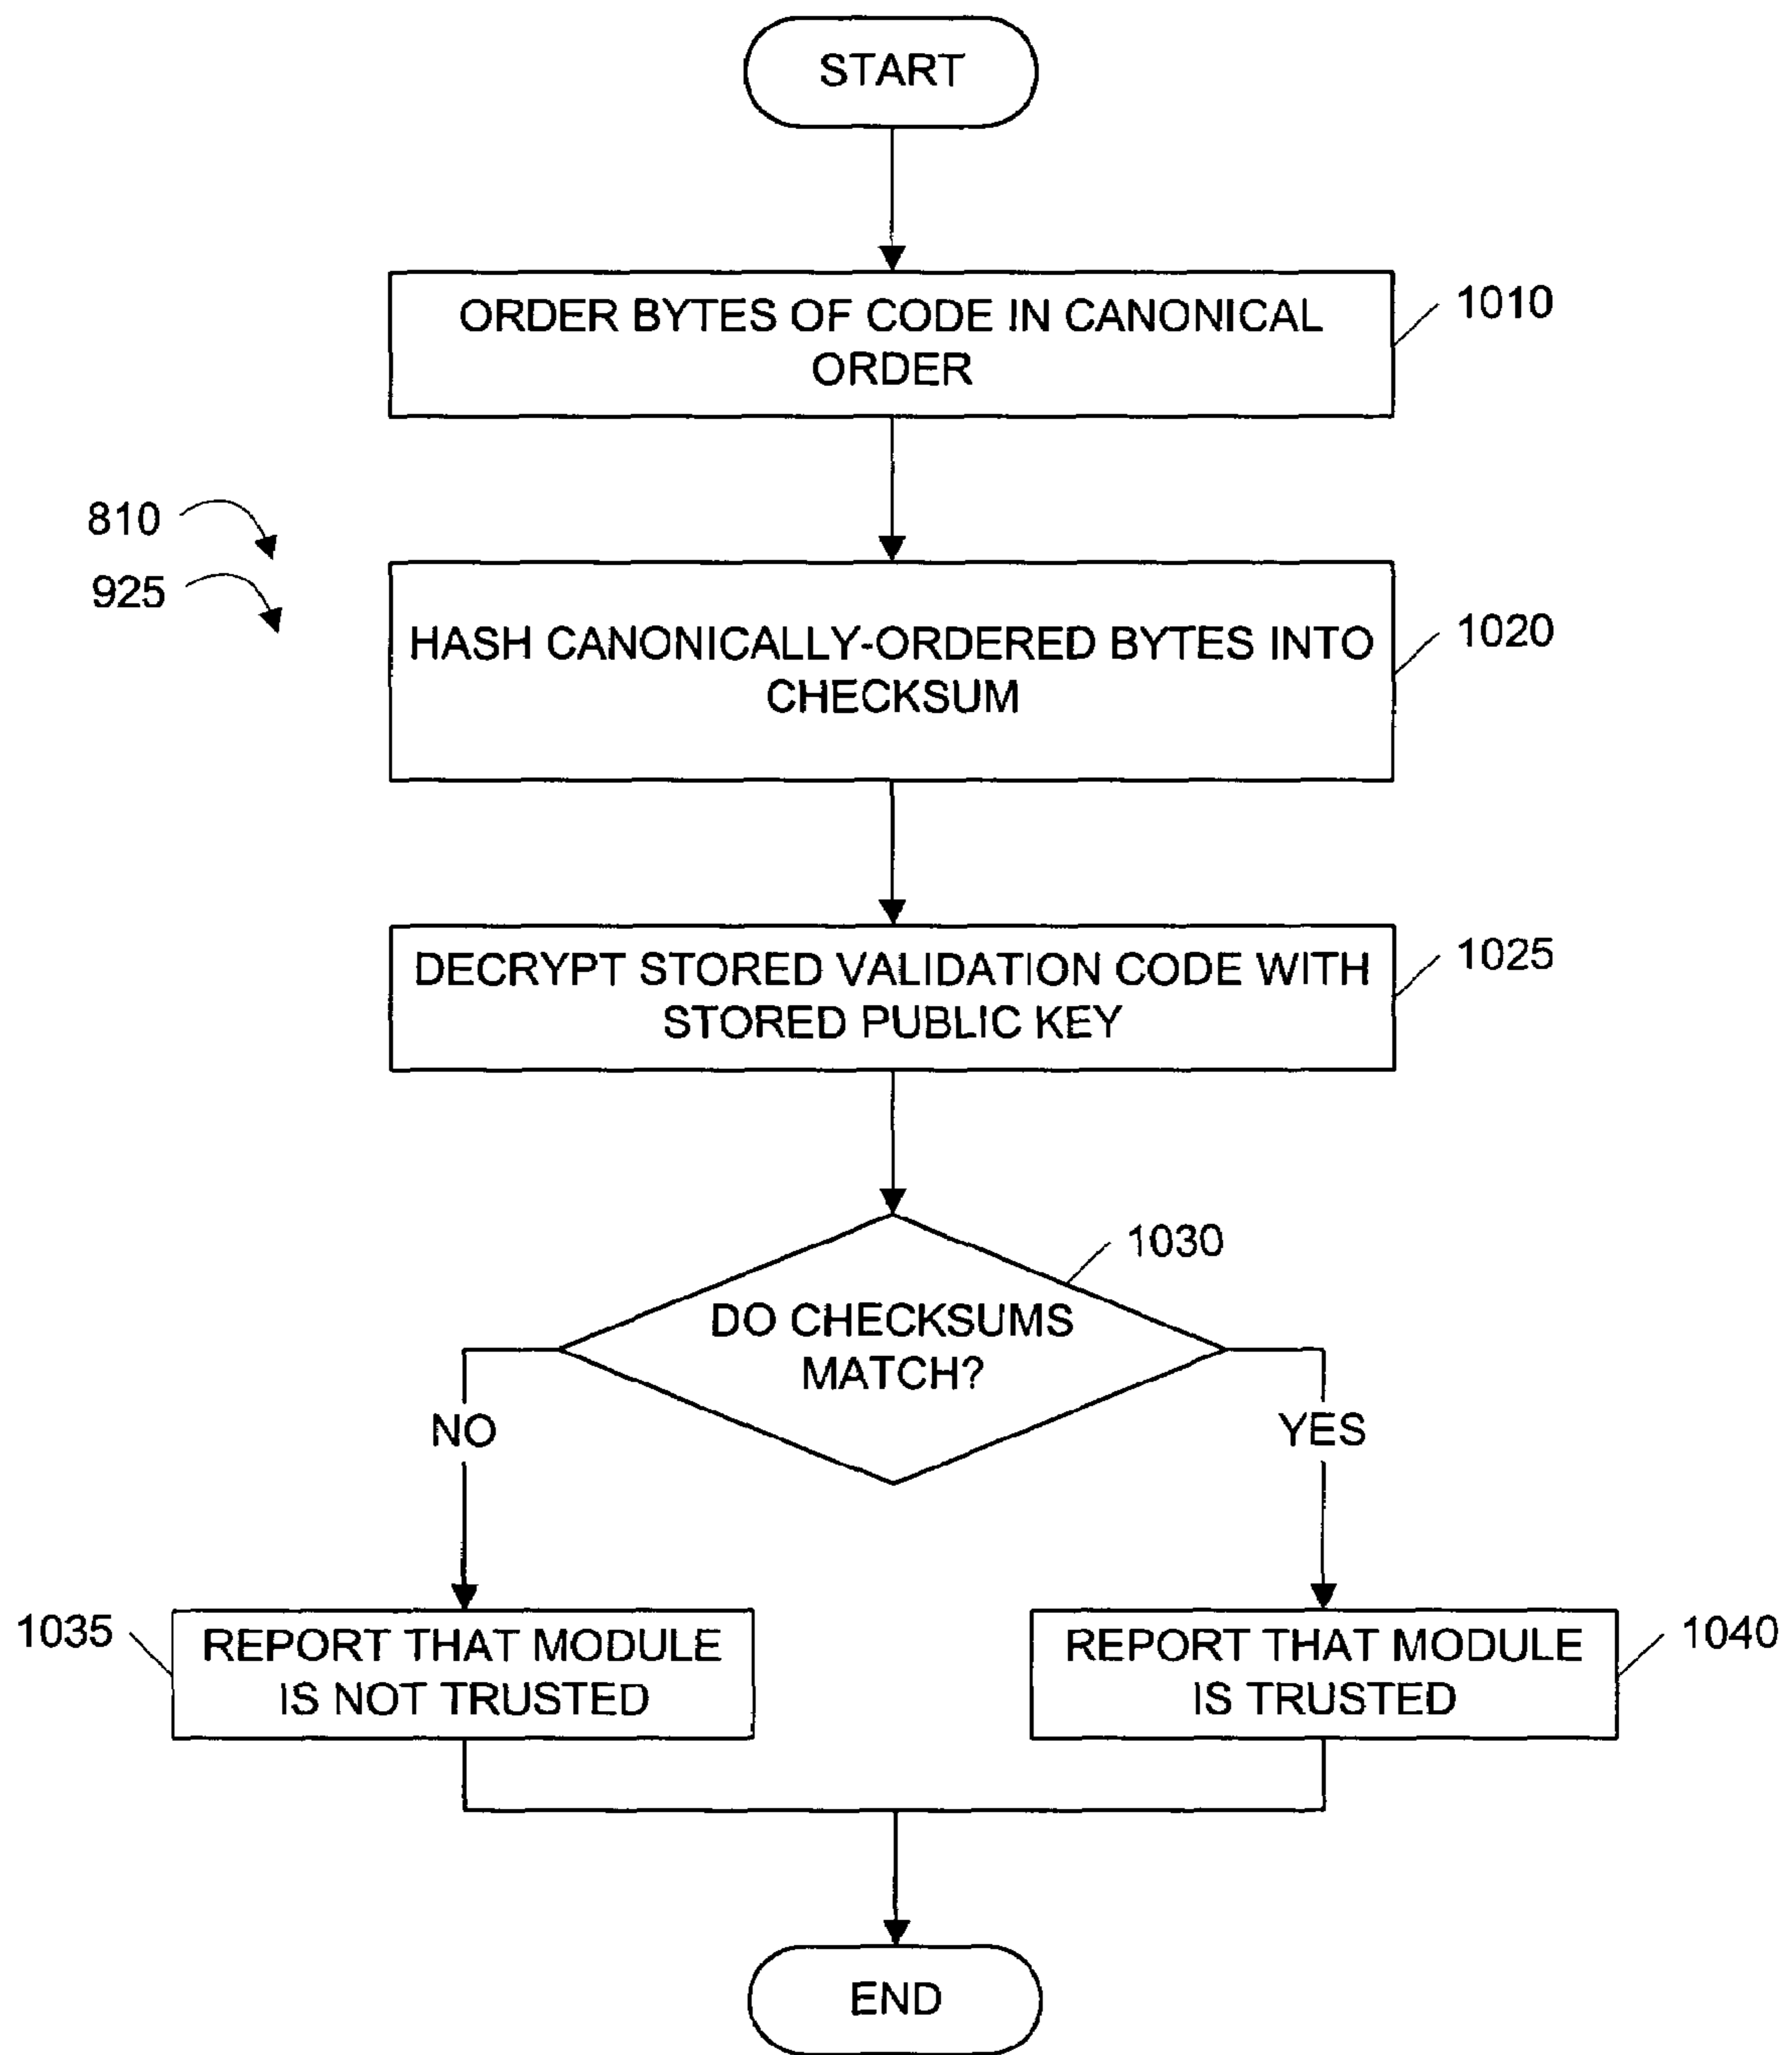 START
ORDER BYTES OF CODE IN CANONICAL
ORDER
1010
810
925
HASH CANONICALLY-ORDERED BYTES INTO
CHECKSUM
1020
DECRYPT STORED VALIDATION CODE WITH
STORED PUBLIC KEY
1025
1030
DO CHECKSUMS
MATCH?
NO
YES
1035
REPORT THAT MODULE
IS NOT TRUSTED
REPORT THAT MODULE
IS TRUSTED
1040
END